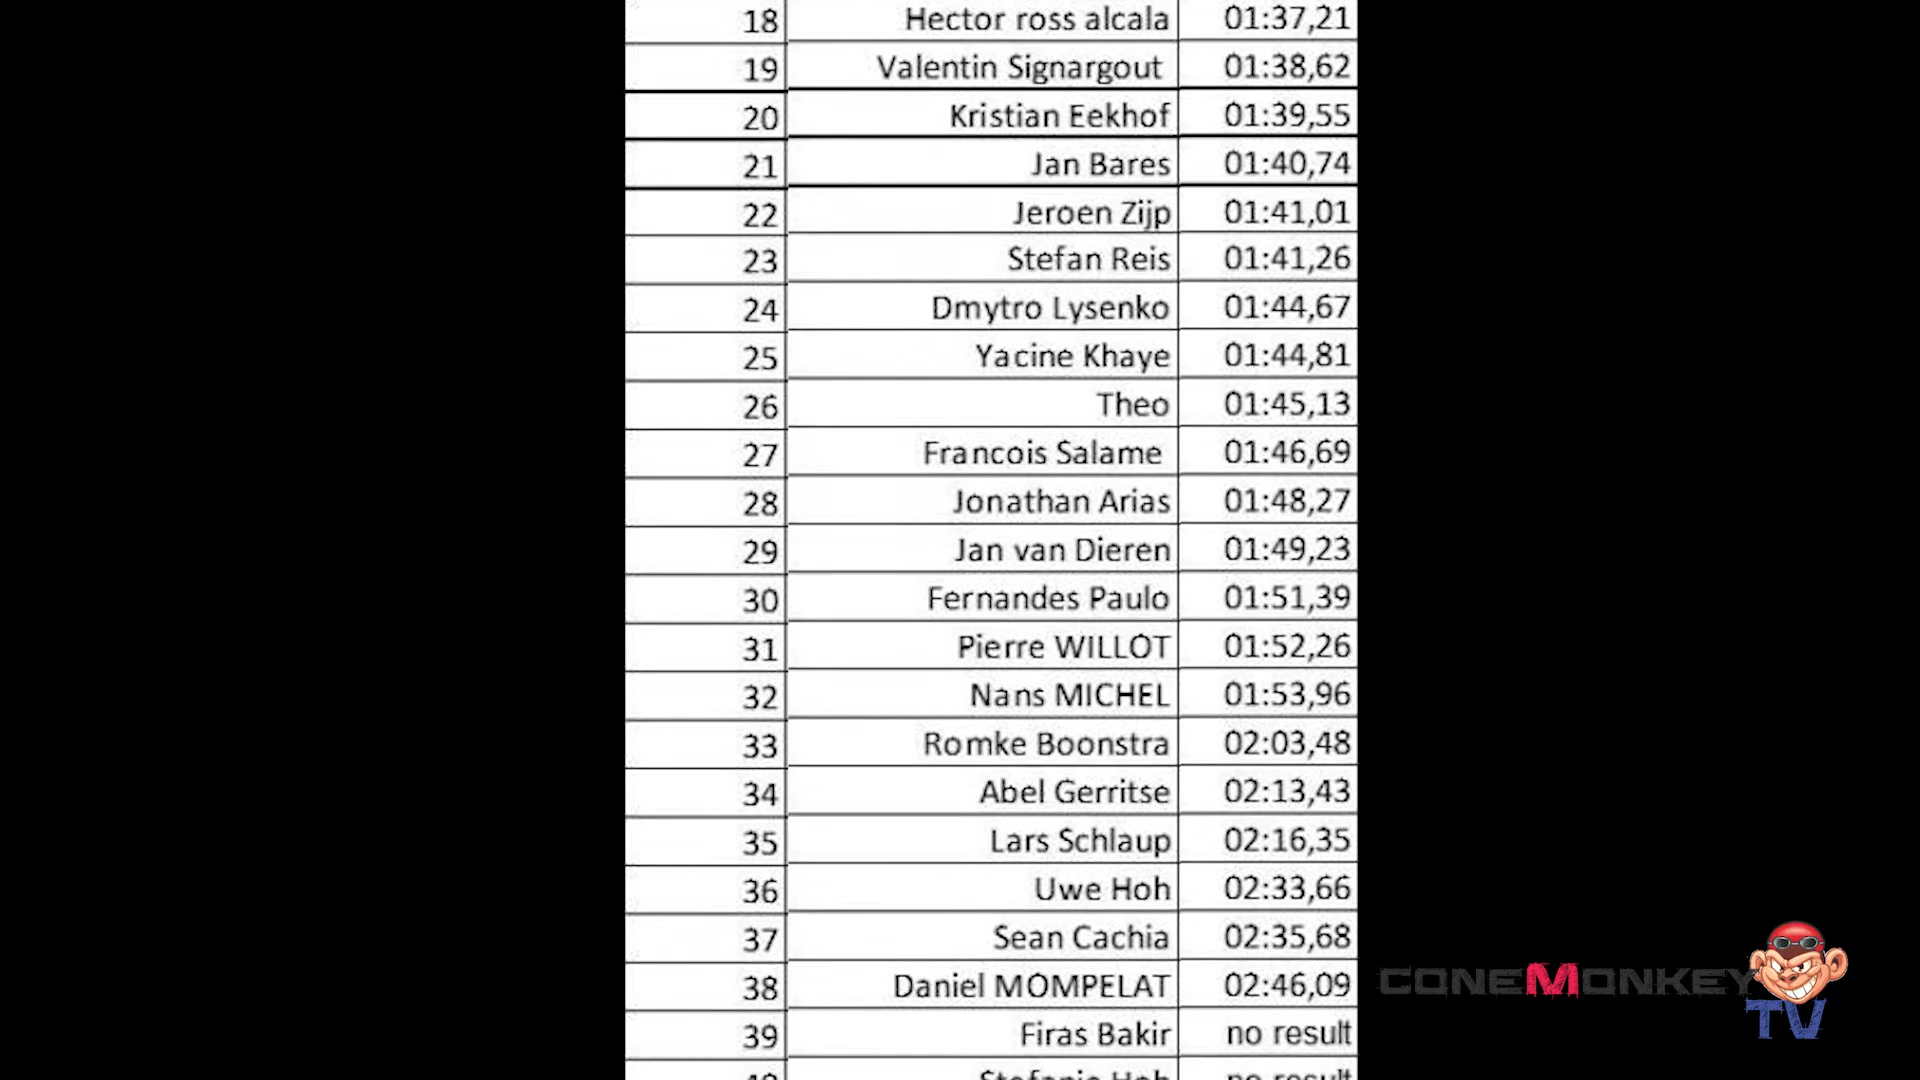 18 Hector ross alcala 01:37,21
19 Valentin Signargout 01:38,62
20 Kristian Eekhof 01:39,55
21 Jan Bares 01:40,74
22 Jeroen Zijp 01:41,01
23 Stefan Reis 01:41,26
24 Dmytro Lysenko 01:44,67
25 Yacine Khaye 01:44,81
26 Theo 01:45,13
27 Francois Salame 01:46,69
28 Jonathan Arias 01:48,27
29 Jan van Dieren 01:49,23
30 Fernandes Paulo 01:51,39
31 Pierre WILLOT 01:52,26
32 Nans MICHEL 01:53,96
33 Romke Boonstra 02:03,48
34 Abel Gerritse 02:13,43
35 Lars Schlaup 02:16,35
36 Uwe Hoh 02:33,66
37 Sean Cachia 02:35,68
38 Daniel MOMPELAT 02:46,09
39 Firas Bakir no result
40 Stefanie Hoh no result
CONEMONKEY
TV